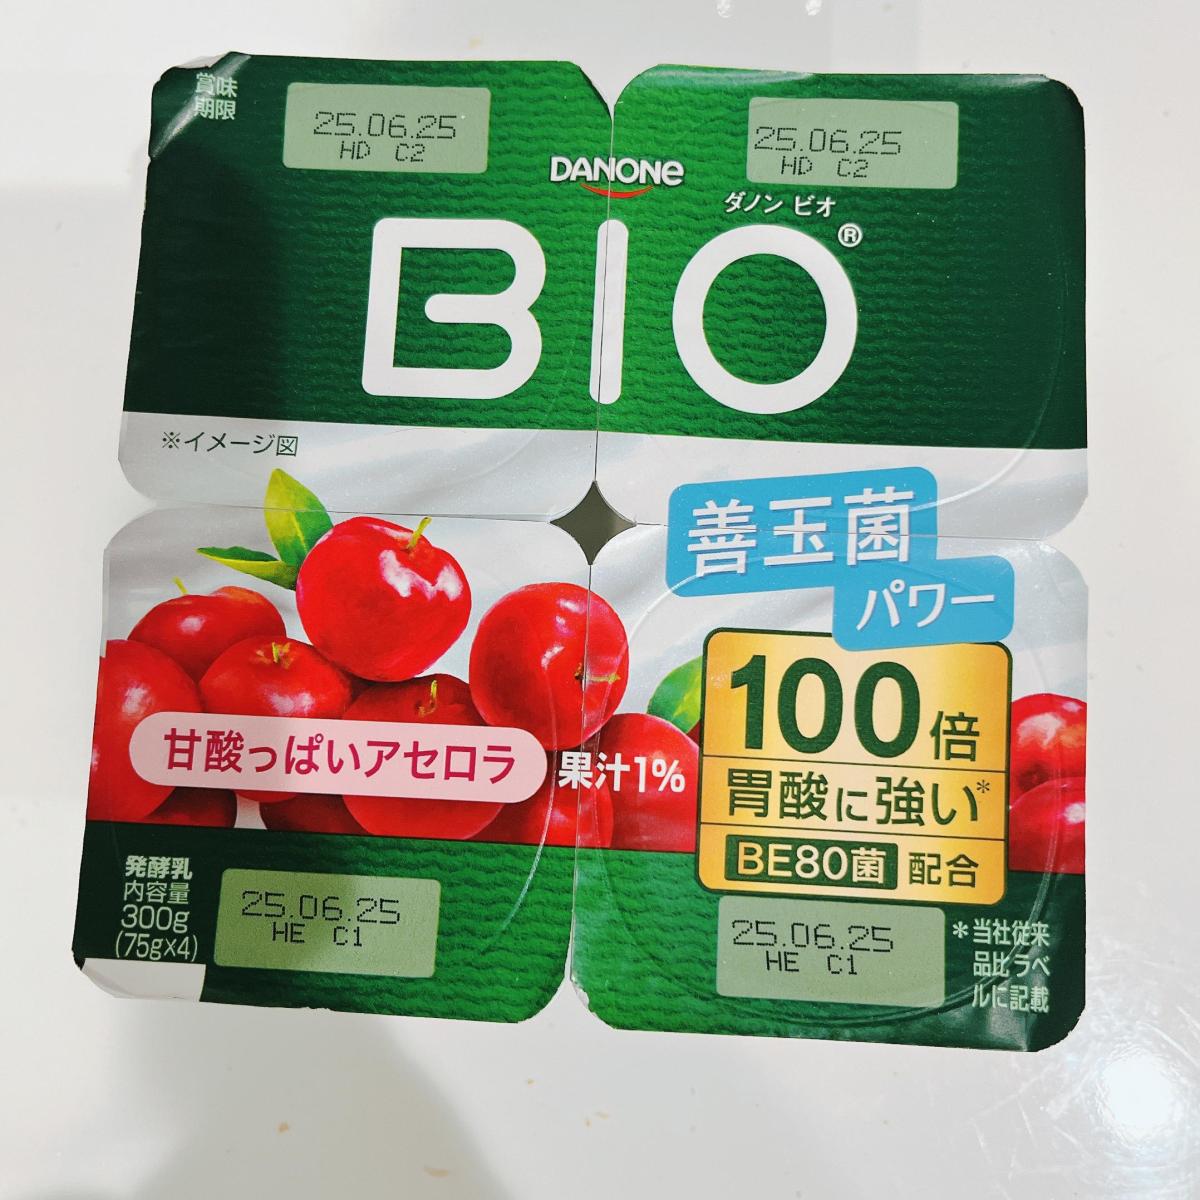 賞味
期限
25.06.25
HD C2
25.06.25
HD C2
DANONE
ダノン ビオ
BIO®
※イメージ図
善玉菌
パワー
100倍
胃酸に強い*
BE80菌 配合
甘酸っぱいアセロラ
果汁1%
発酵乳
内容量
300g
(75g×4)
25.06.25
HE C1
25.06.25
HE C1
*当社従来
品比ラベ
ルに記載